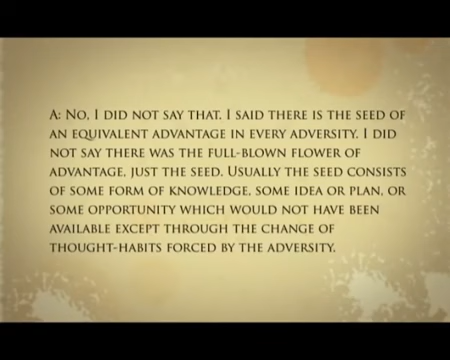 A: No, I did not say that. I said there is the seed of
an equivalent advantage in every adversity. I did
not say there was the full-blown flower of
advantage, just the seed. Usually the seed consists
of some form of knowledge, some idea or plan, or
some opportunity which would not have been
available except through the change of
thought-habits forced by the adversity.